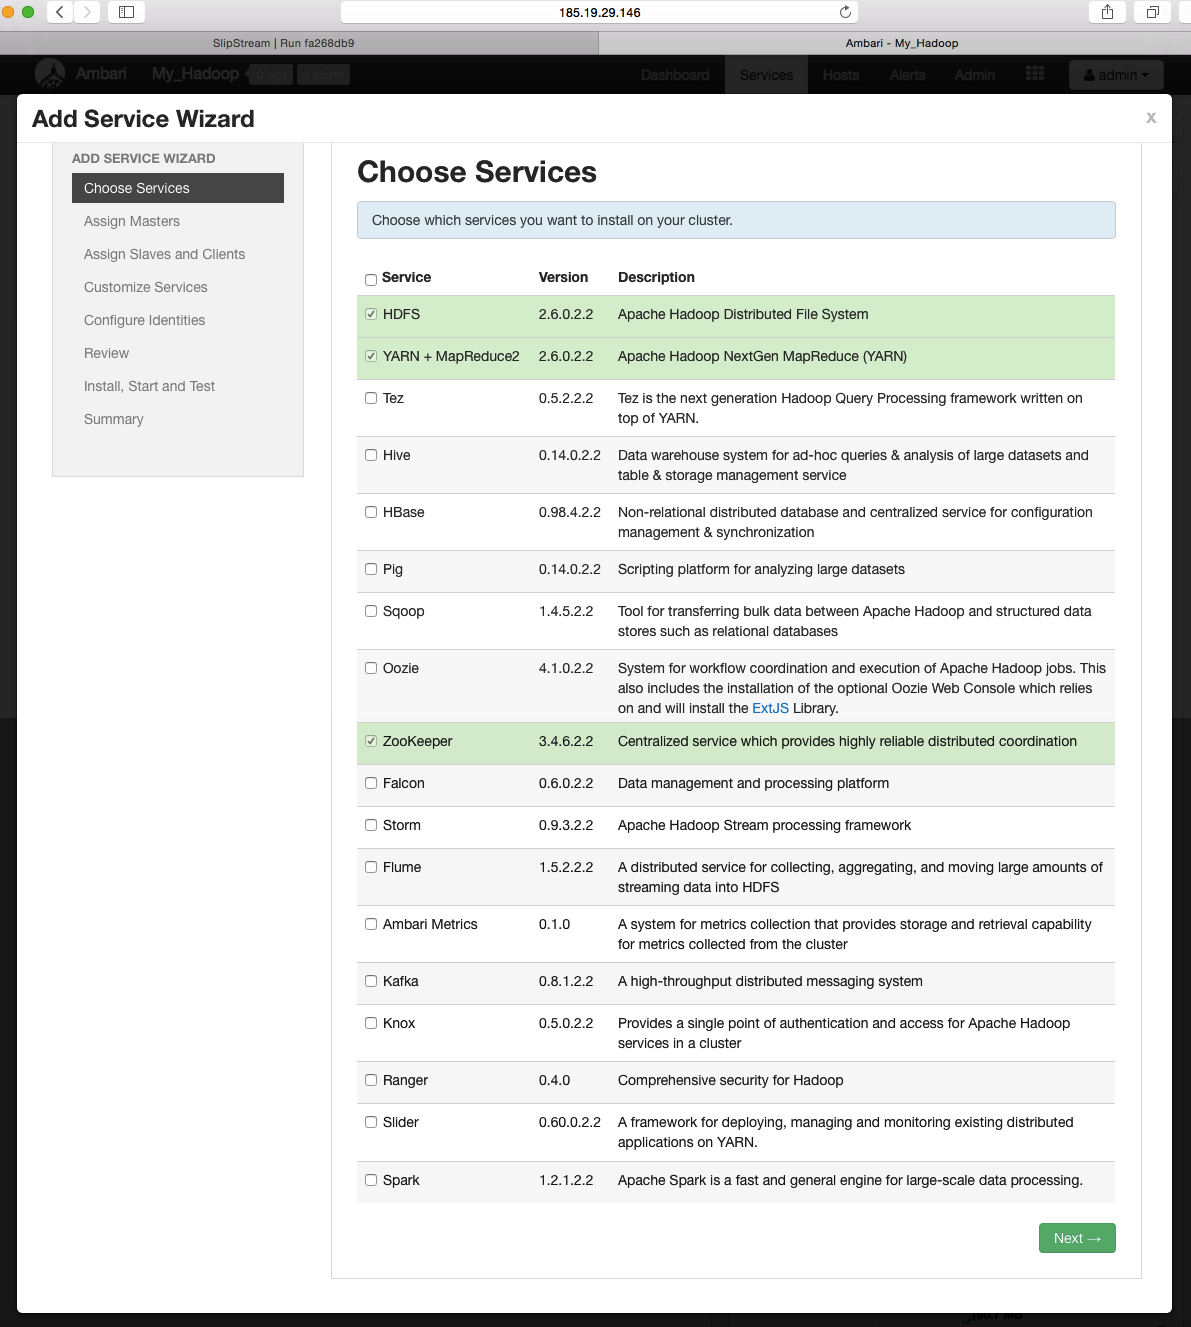 185.19.29.146
SlipStream | Run fa268db9
Ambari - My_Hadoop
Ambari My_Hadoop 0 ops 0 alerts Dashboard Services Hosts Alerts Admin admin
Add Service Wizard
x
ADD SERVICE WIZARD
Choose Services
Assign Masters
Assign Slaves and Clients
Customize Services
Configure Identities
Review
Install, Start and Test
Summary
Choose Services
Choose which services you want to install on your cluster.
Service Version Description
HDFS 2.6.0.2.2 Apache Hadoop Distributed File System
YARN + MapReduce2 2.6.0.2.2 Apache Hadoop NextGen MapReduce (YARN)
Tez 0.5.2.2.2 Tez is the next generation Hadoop Query Processing framework written on
top of YARN.
Hive 0.14.0.2.2 Data warehouse system for ad-hoc queries & analysis of large datasets and
table & storage management service
HBase 0.98.4.2.2 Non-relational distributed database and centralized service for configuration
management & synchronization
Pig 0.14.0.2.2 Scripting platform for analyzing large datasets
Sqoop 1.4.5.2.2 Tool for transferring bulk data between Apache Hadoop and structured data
stores such as relational databases
Oozie 4.1.0.2.2 System for workflow coordination and execution of Apache Hadoop jobs. This
also includes the installation of the optional Oozie Web Console which relies
on and will install the ExtJS Library.
ZooKeeper 3.4.6.2.2 Centralized service which provides highly reliable distributed coordination
Falcon 0.6.0.2.2 Data management and processing platform
Storm 0.9.3.2.2 Apache Hadoop Stream processing framework
Flume 1.5.2.2.2 A distributed service for collecting, aggregating, and moving large amounts of
streaming data into HDFS
Ambari Metrics 0.1.0 A system for metrics collection that provides storage and retrieval capability
for metrics collected from the cluster
Kafka 0.8.1.2.2 A high-throughput distributed messaging system
Knox 0.5.0.2.2 Provides a single point of authentication and access for Apache Hadoop
services in a cluster
Ranger 0.4.0 Comprehensive security for Hadoop
Slider 0.60.0.2.2 A framework for deploying, managing and monitoring existing distributed
applications on YARN.
Spark 1.2.1.2.2 Apache Spark is a fast and general engine for large-scale data processing.
Next →